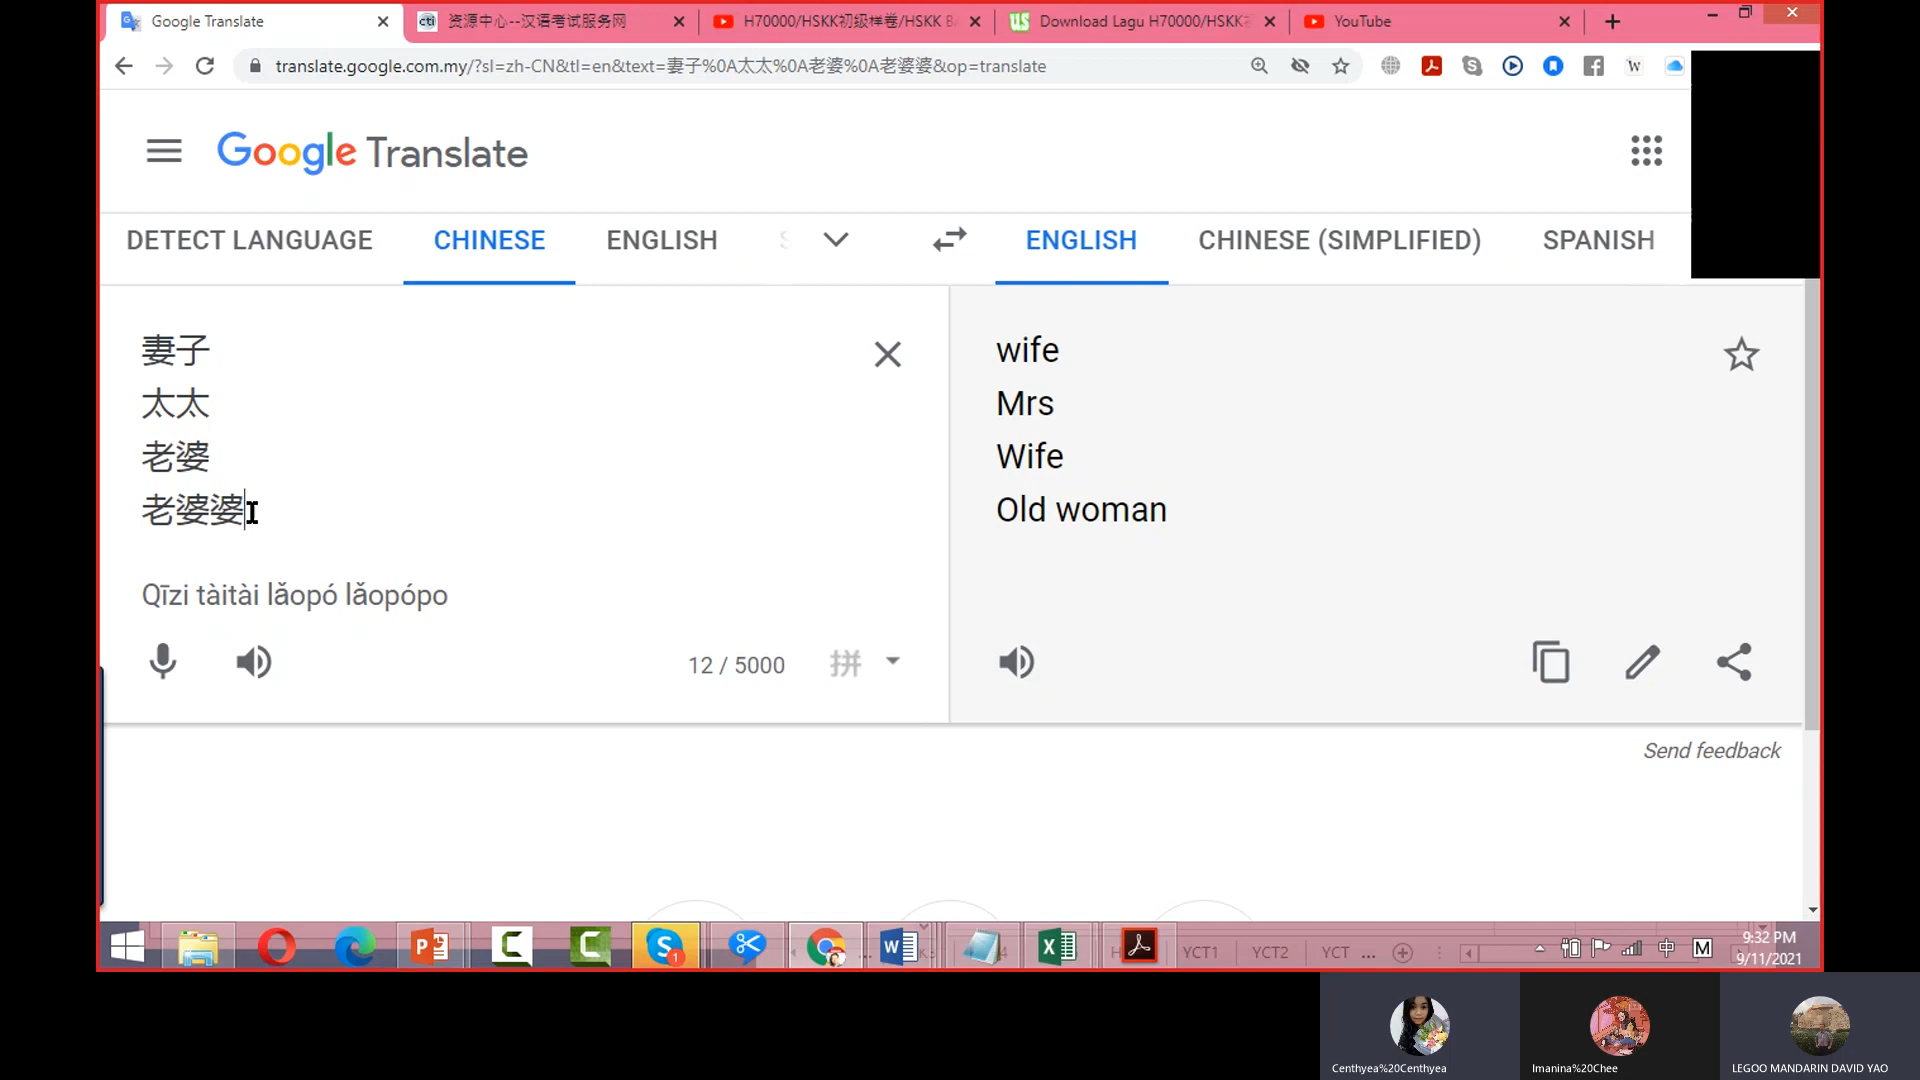 Google Translate
资源中心--汉语考试服务网
H70000/HSKK初级样卷/HSKK B
Download Lagu H70000/HSKK
YouTube
translate.google.com.my/?sl=zh-CN&tl=en&text=妻子%0A太太%0A老婆%0A老婆婆&op=translate
Google Translate
DETECT LANGUAGE CHINESE ENGLISH S
ENGLISH CHINESE (SIMPLIFIED) SPANISH
妻子
太太
老婆
老婆婆
Qīzi tàitài lǎopó lǎopópo
12 / 5000
拼
wife
Mrs
Wife
Old woman
Send feedback
YCT1 YCT2 YCT ...
中 M
9:32 PM
9/11/2021
Centhyea%20Centhyea
Imanina%20Chee
LEGOO MANDARIN DAVID YAO